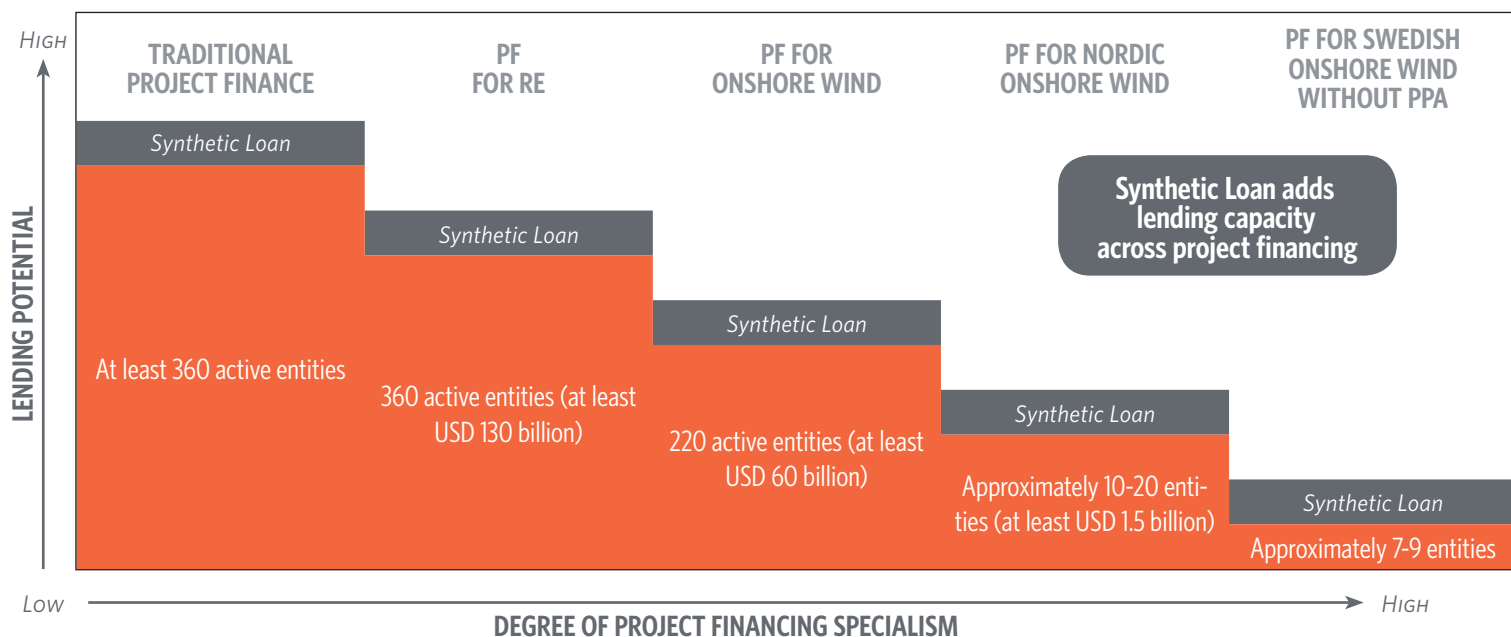 HIGH
TRADITIONAL
PROJECT FINANCE
PF
FOR RE
PF FOR
ONSHORE WIND
PF FOR NORDIC
ONSHORE WIND
PF FOR SWEDISH
ONSHORE WIND
WITHOUT PPA
Synthetic Loan
Synthetic Loan
Synthetic Loan
Synthetic Loan
Synthetic Loan
Synthetic Loan adds
lending capacity
across project financing
LENDING POTENTIAL
At least 360 active entities
360 active entities (at least
USD 130 billion)
220 active entities (at least
USD 60 billion)
Approximately 10-20 enti-
ties (at least USD 1.5 billion)
Approximately 7-9 entities
LOW
HIGH
DEGREE OF PROJECT FINANCING SPECIALISM